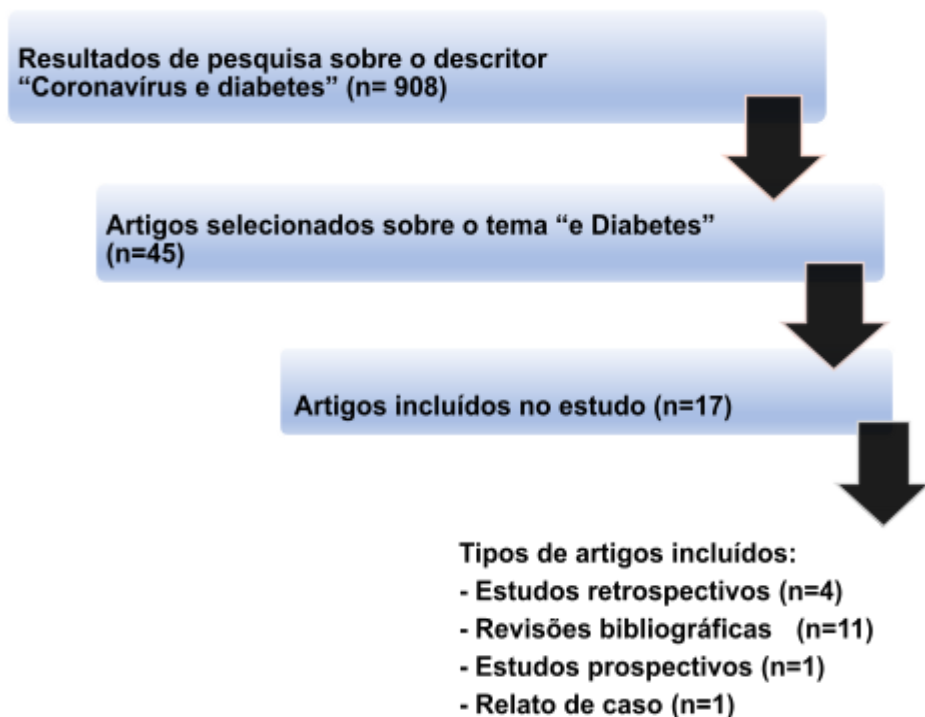 Resultados de pesquisa sobre o descritor
“Coronavírus e diabetes” (n= 908)
Artigos selecionados sobre o tema “e Diabetes”
(n=45)
Artigos incluídos no estudo (n=17)
Tipos de artigos incluídos:
- Estudos retrospectivos (n=4)
- Revisões bibliográficas (n=11)
- Estudos prospectivos (n=1)
- Relato de caso (n=1)